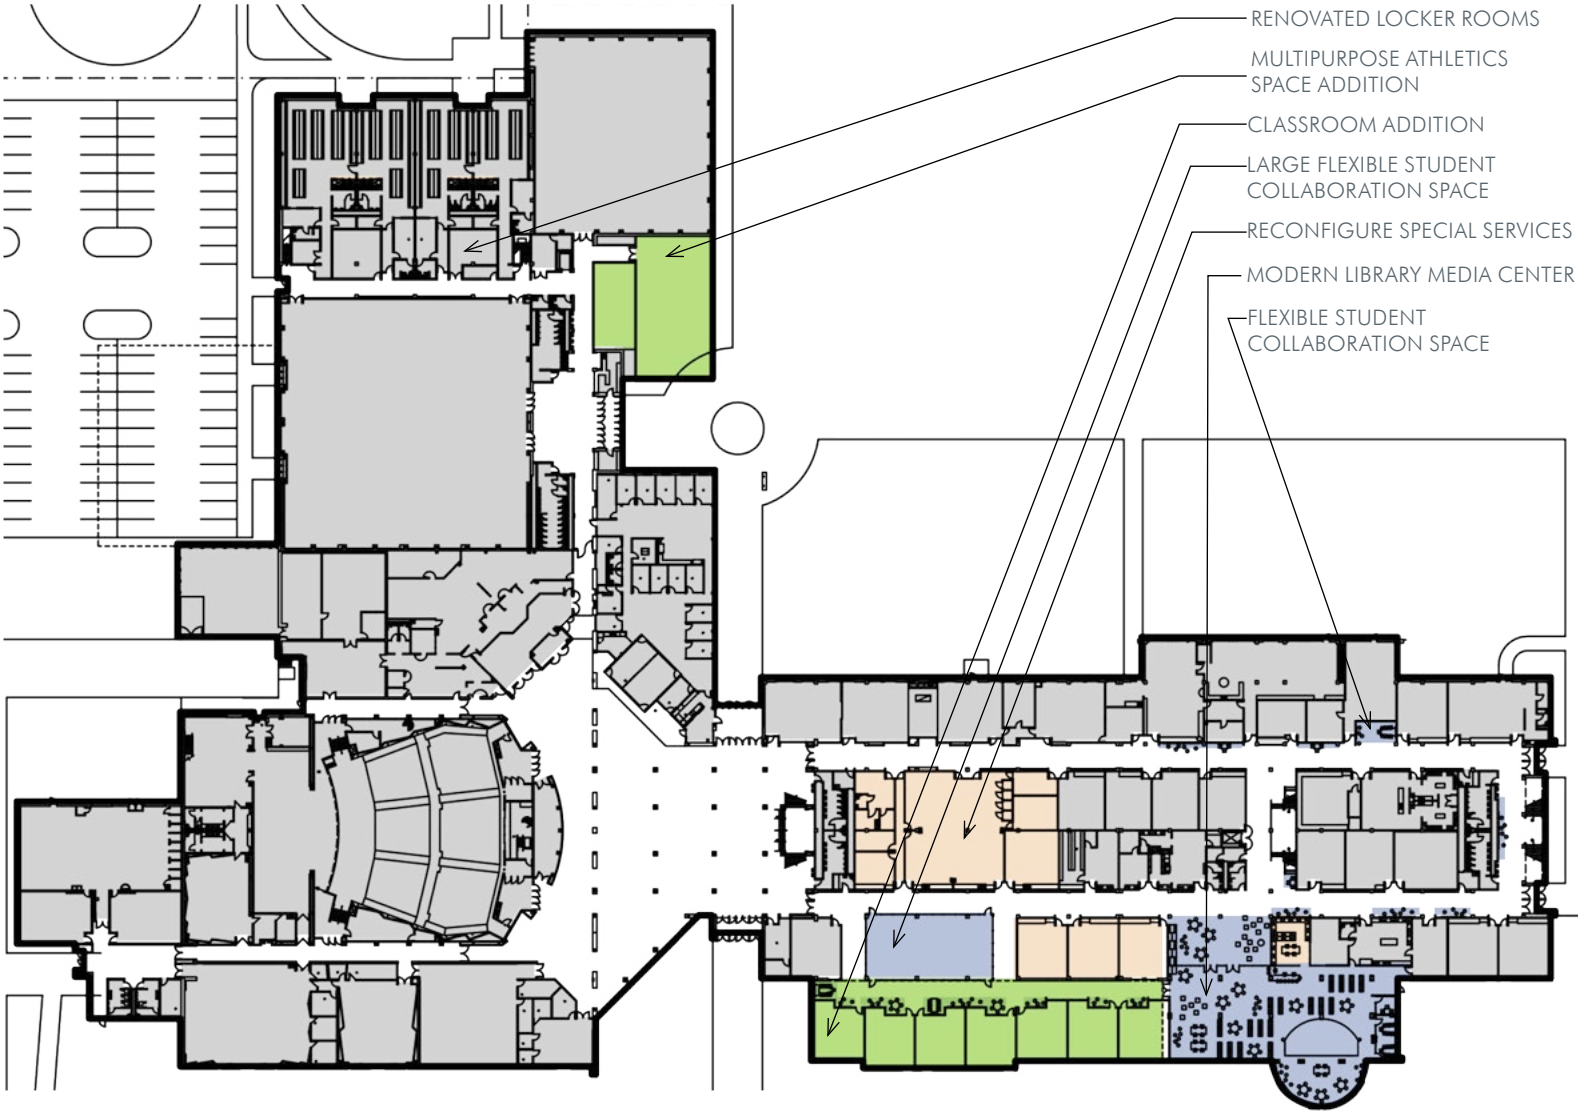 RENOVATED LOCKER ROOMS
MULTIPURPOSE ATHLETICS
SPACE ADDITION
CLASSROOM ADDITION
LARGE FLEXIBLE STUDENT
COLLABORATION SPACE
RECONFIGURE SPECIAL SERVICES
MODERN LIBRARY MEDIA CENTER
FLEXIBLE STUDENT
COLLABORATION SPACE